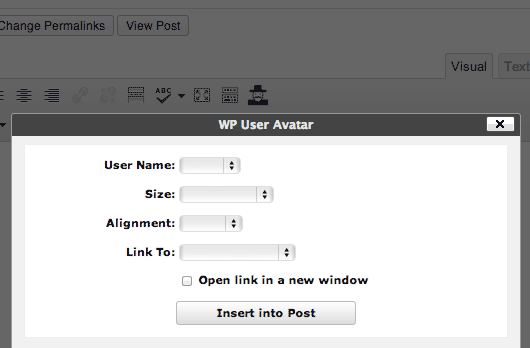 Change Permalinks View Post
Visual Text
ABC
WP User Avatar
User Name:
Size:
Alignment:
Link To:
Open link in a new window
Insert into Post